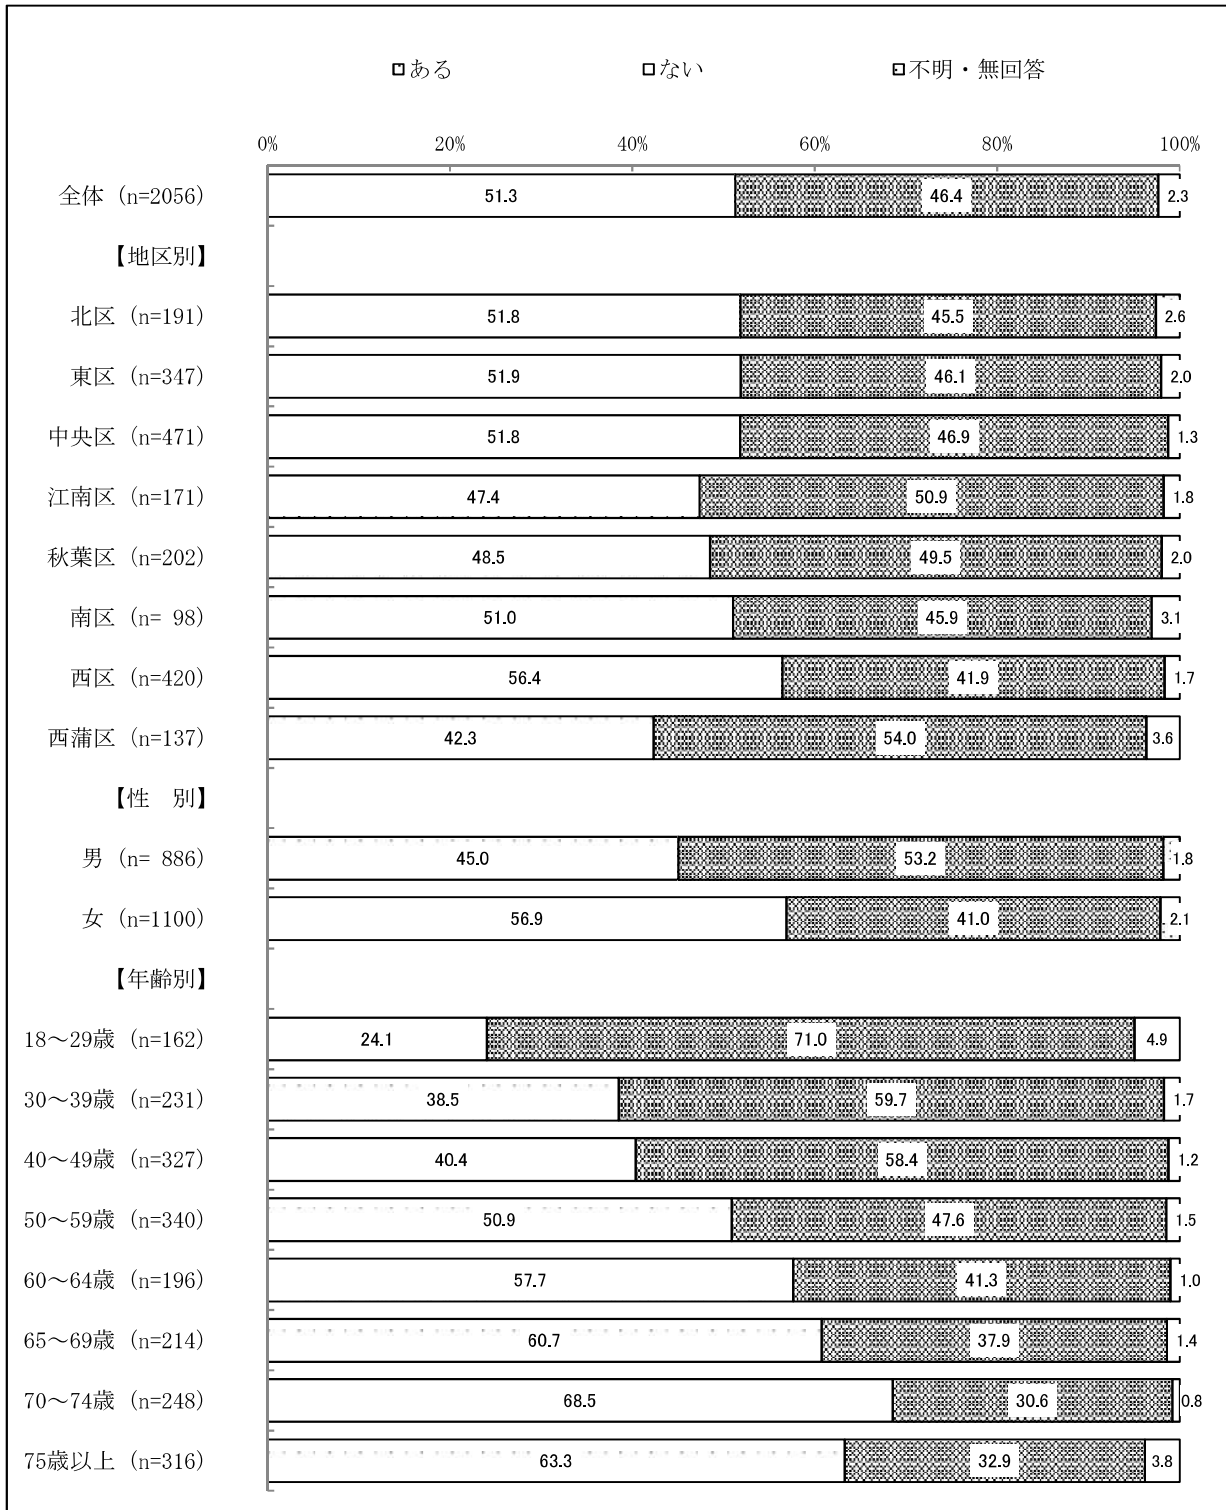 ある ない 不明・無回答
0% 20% 40% 60% 80% 100%
全体 (n=2056) 51.3 46.4 2.3
【地区別】
北区 (n=191) 51.8 45.5 2.6
東区 (n=347) 51.9 46.1 2.0
中央区 (n=471) 51.8 46.9 1.3
江南区 (n=171) 47.4 50.9 1.8
秋葉区 (n=202) 48.5 49.5 2.0
南区 (n= 98) 51.0 45.9 3.1
西区 (n=420) 56.4 41.9 1.7
西蒲区 (n=137) 42.3 54.0 3.6
【性　別】
男 (n= 886) 45.0 53.2 1.8
女 (n=1100) 56.9 41.0 2.1
【年齢別】
18～29歳 (n=162) 24.1 71.0 4.9
30～39歳 (n=231) 38.5 59.7 1.7
40～49歳 (n=327) 40.4 58.4 1.2
50～59歳 (n=340) 50.9 47.6 1.5
60～64歳 (n=196) 57.7 41.3 1.0
65～69歳 (n=214) 60.7 37.9 1.4
70～74歳 (n=248) 68.5 30.6 0.8
75歳以上 (n=316) 63.3 32.9 3.8